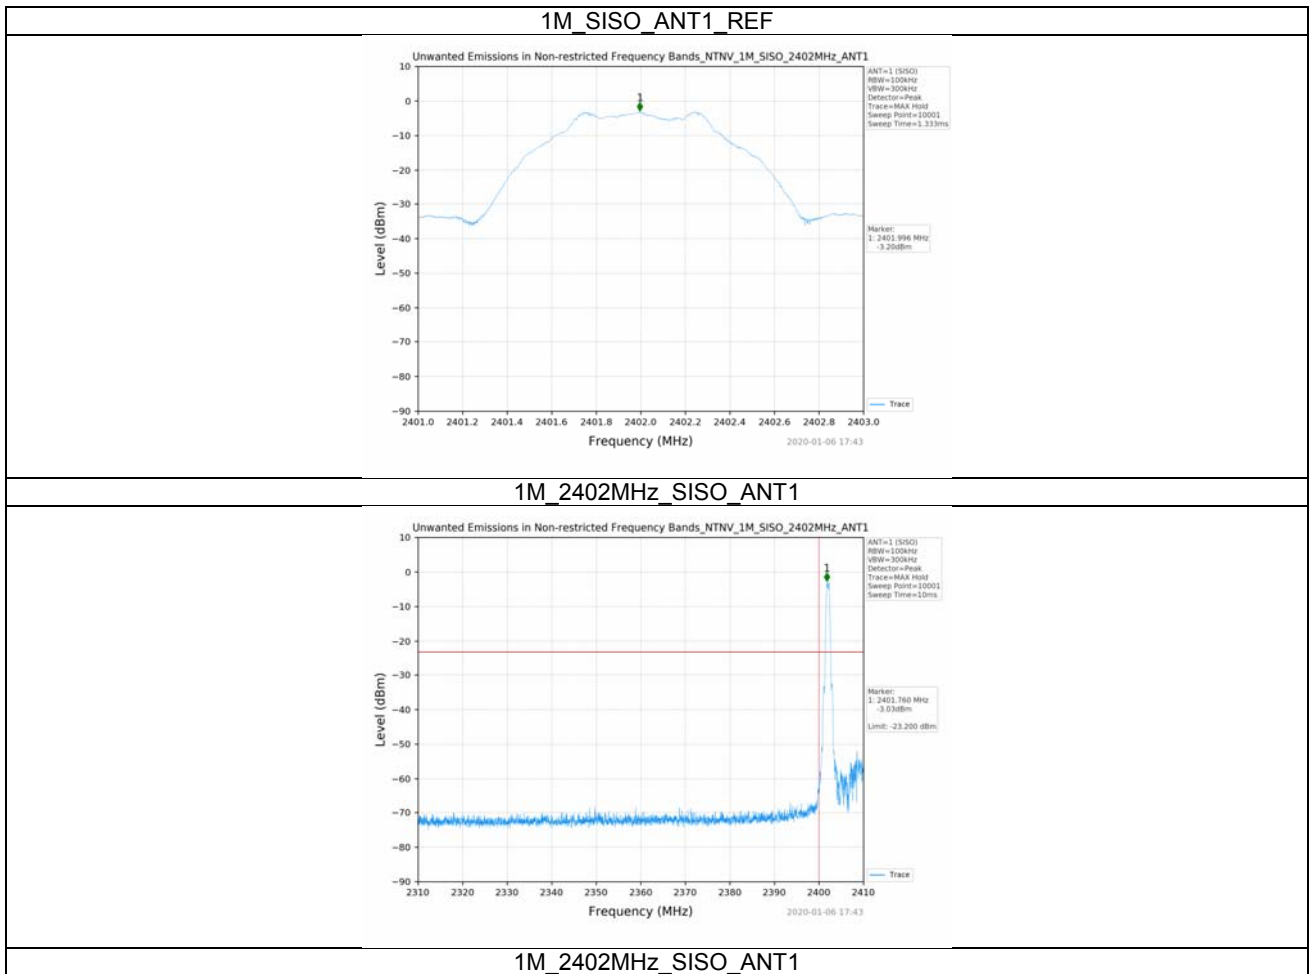 1M_SISO_ANT1_REF
Unwanted Emissions in Non-restricted Frequency Bands_NTNV_1M_SISO_2402MHz_ANT1
10
0
−10
−20
−30
−40
−50
−60
−70
−80
−90
Level (dBm)
1
ANT=1 (SISO)
RBW=100kHz
VBW=300kHz
Detector=Peak
Trace=MAX Hold
Sweep Point=10001
Sweep Time=1.333ms
Marker:
1: 2401.996 MHz
-3.20dBm
Trace
2401.0 2401.2 2401.4 2401.6 2401.8 2402.0 2402.2 2402.4 2402.6 2402.8 2403.0
Frequency (MHz)
2020-01-06 17:43
1M_2402MHz_SISO_ANT1
Unwanted Emissions in Non-restricted Frequency Bands_NTNV_1M_SISO_2402MHz_ANT1
10
0
−10
−20
−30
−40
−50
−60
−70
−80
−90
Level (dBm)
1
ANT=1 (SISO)
RBW=100kHz
VBW=300kHz
Detector=Peak
Trace=MAX Hold
Sweep Point=10001
Sweep Time=10ms
Marker:
1: 2401.760 MHz
-3.03dBm
Limit: -23.200 dBm
Trace
2310 2320 2330 2340 2350 2360 2370 2380 2390 2400 2410
Frequency (MHz)
2020-01-06 17:43
1M_2402MHz_SISO_ANT1